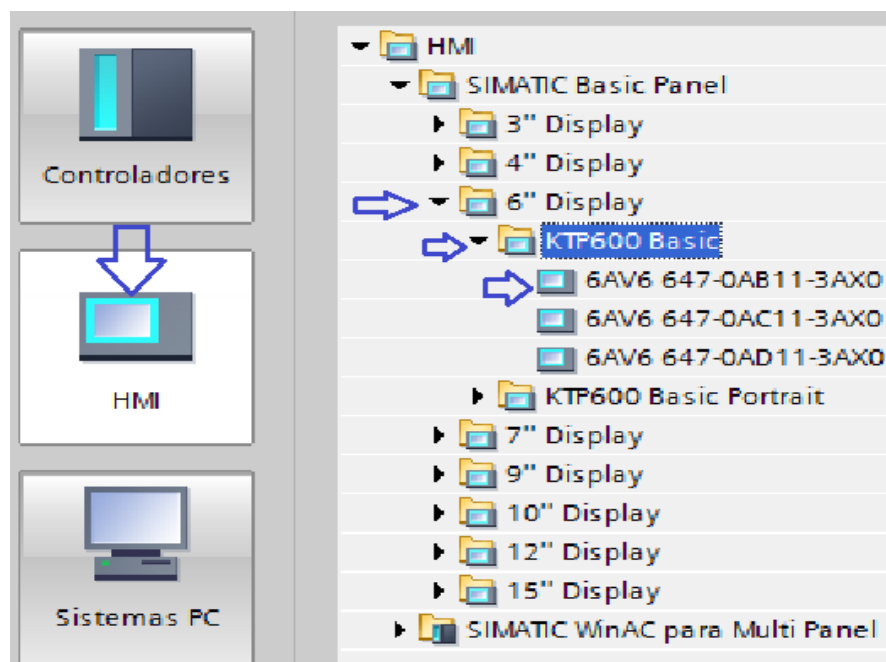 Controladores
HMI
Sistemas PC
HMI
SIMATIC Basic Panel
3" Display
4" Display
6" Display
KTP600 Basic
6AV6 647-0AB11-3AX0
6AV6 647-0AC11-3AX0
6AV6 647-0AD11-3AX0
KTP600 Basic Portrait
7" Display
9" Display
10" Display
12" Display
15" Display
SIMATIC WinAC para Multi Panel